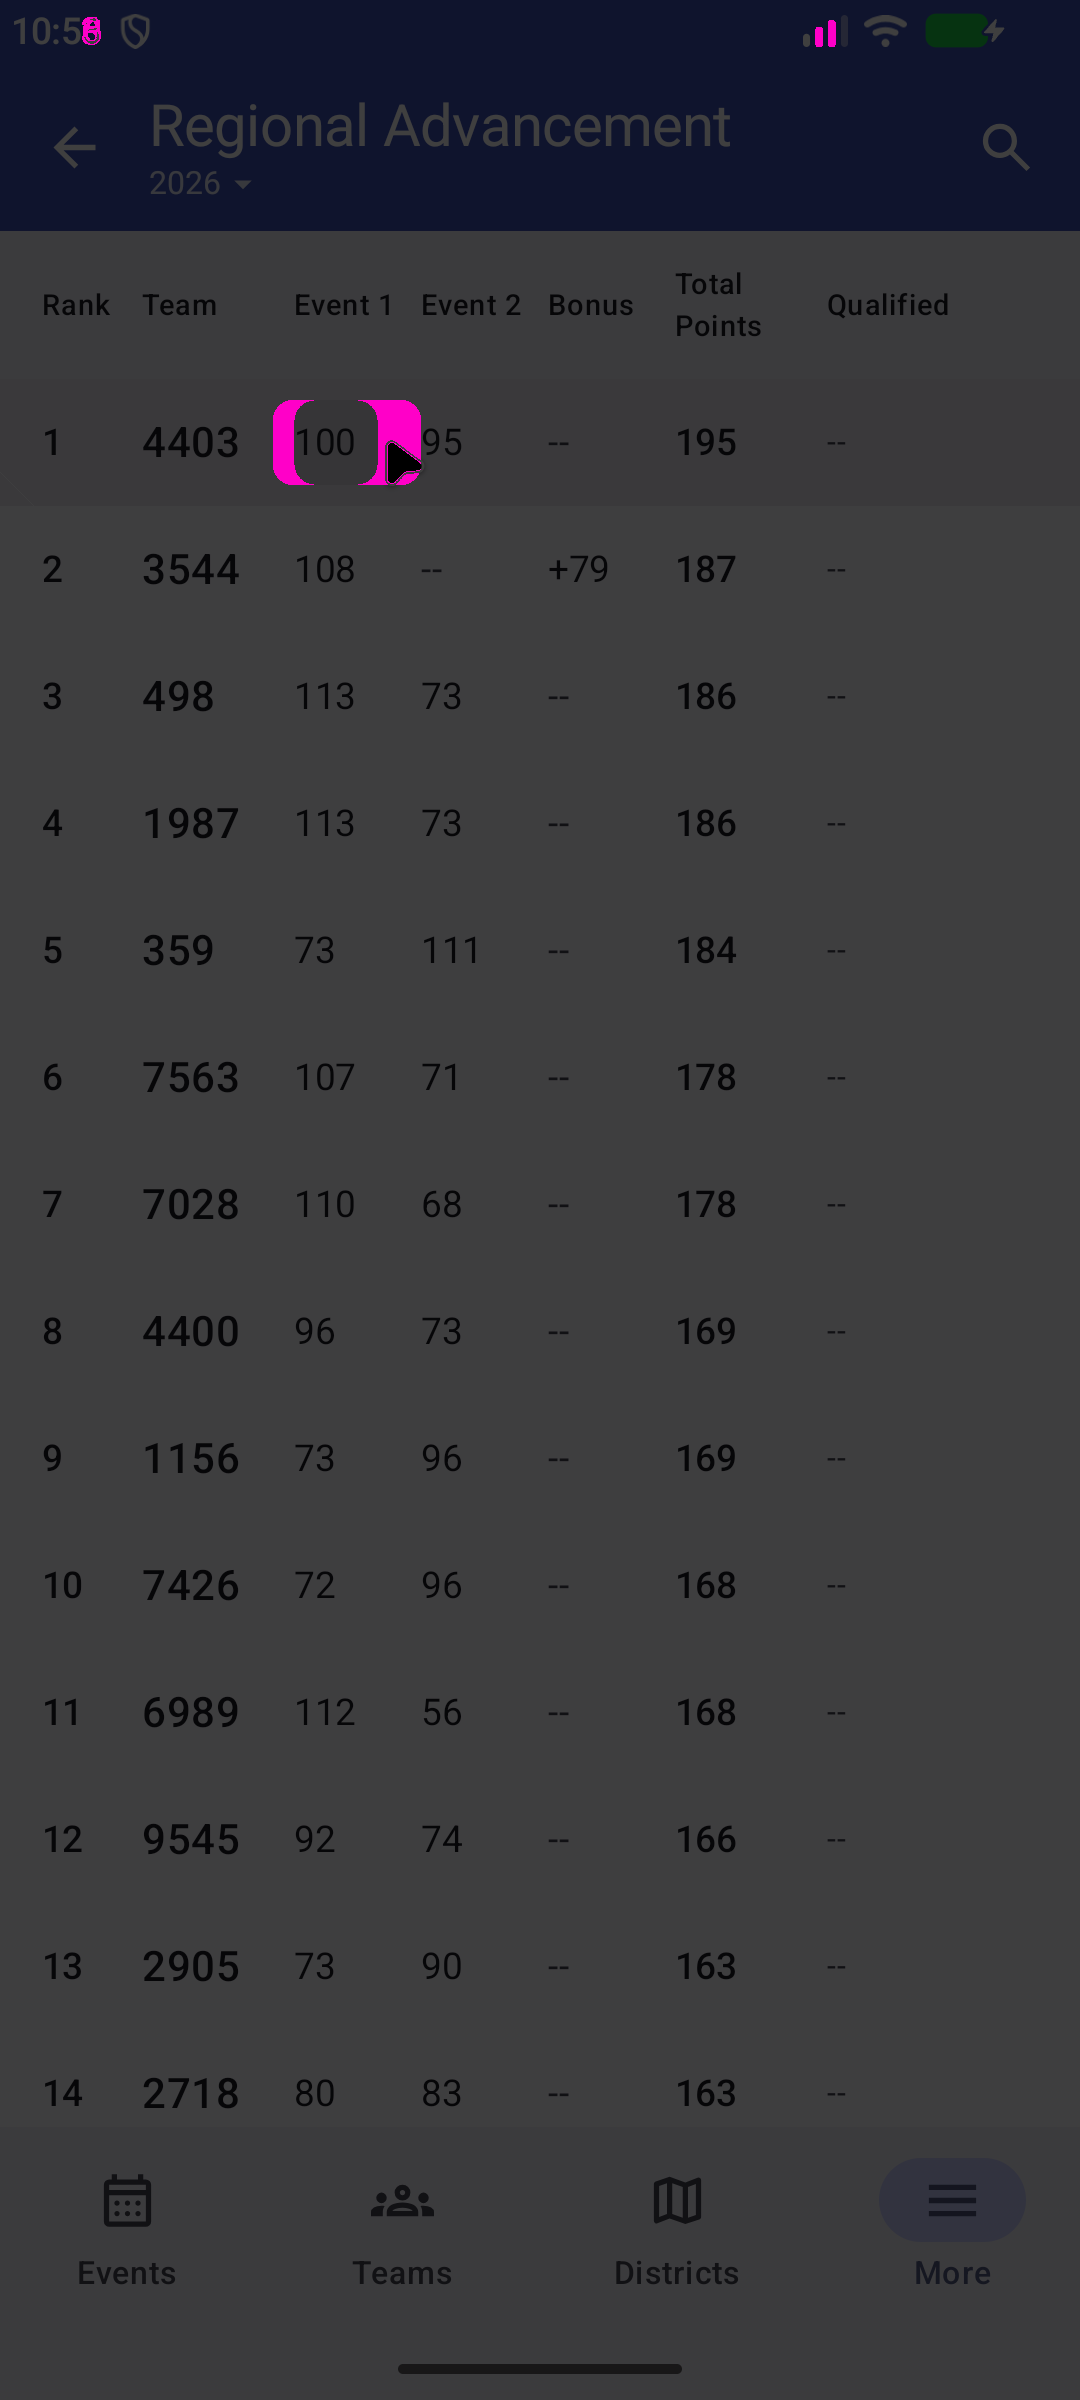 Regional Advancement
2026
Rank Team Event 1 Event 2 Bonus Total Points Qualified
1 4403 100 95 -- 195 --
2 3544 108 -- +79 187 --
3 498 113 73 -- 186 --
4 1987 113 73 -- 186 --
5 359 73 111 -- 184 --
6 7563 107 71 -- 178 --
7 7028 110 68 -- 178 --
8 4400 96 73 -- 169 --
9 1156 73 96 -- 169 --
10 7426 72 96 -- 168 --
11 6989 112 56 -- 168 --
12 9545 92 74 -- 166 --
13 2905 73 90 -- 163 --
14 2718 80 83 -- 163 --
Events Teams Districts More